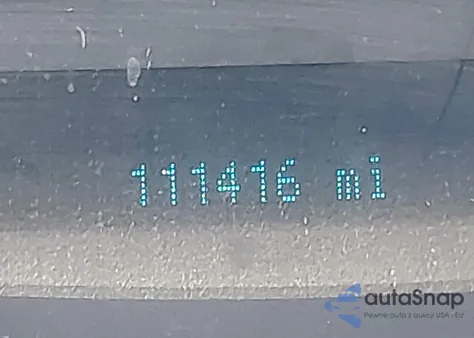 111416 mi
autaSnap
Pewne auta z aukcji USA - EU